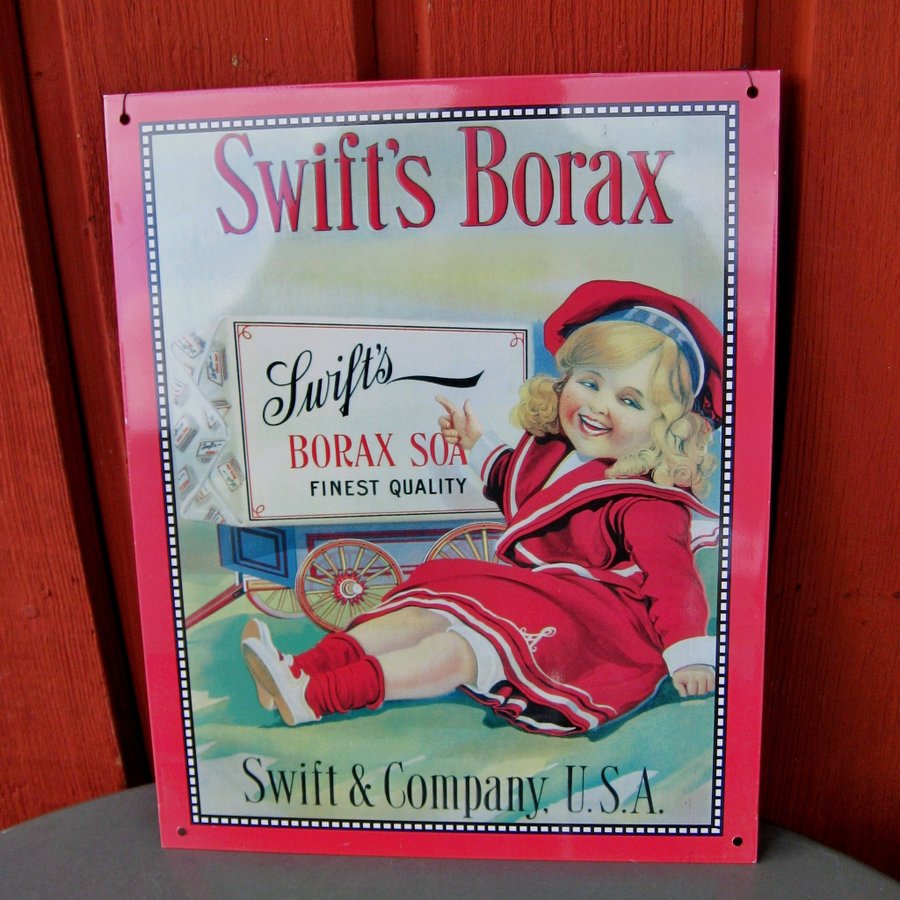 Swift's Borax
Swift's
BORAX SOA
FINEST QUALITY
Swift & Company, U.S.A.